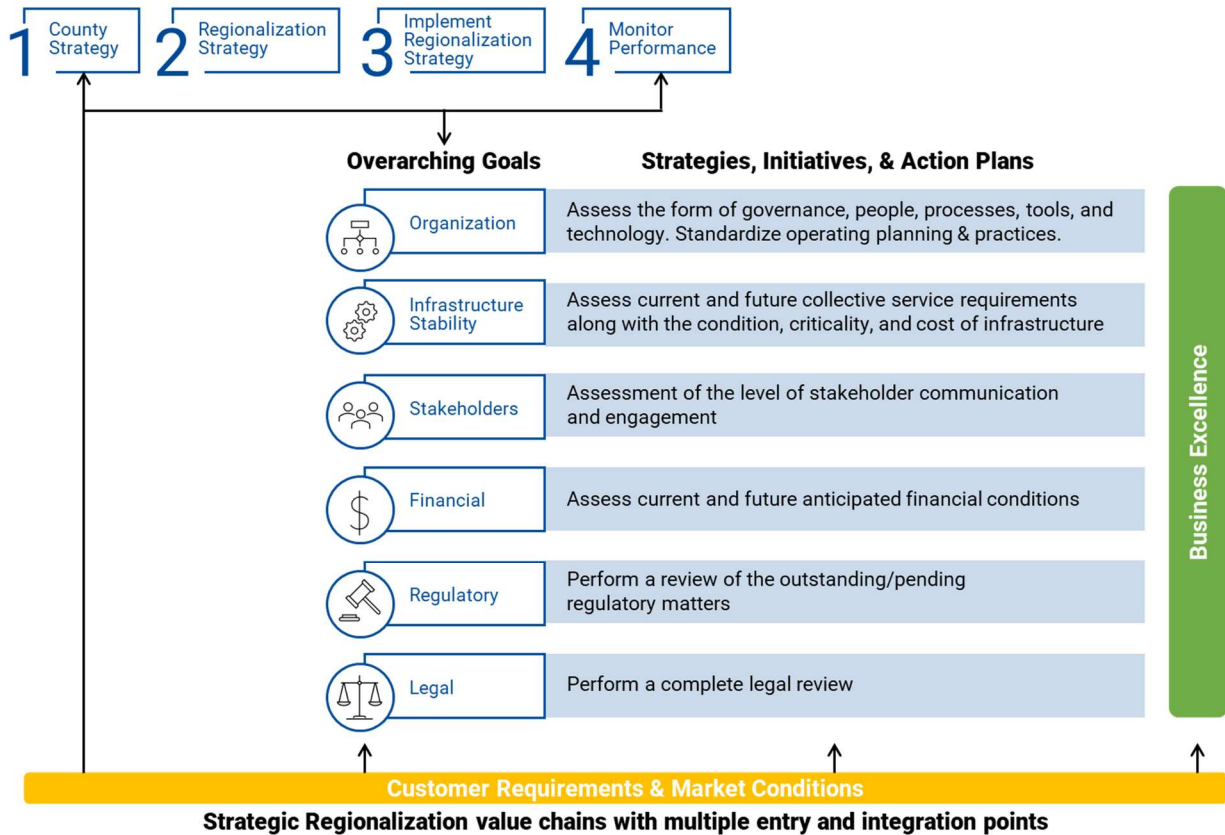 1
County
Strategy
2
Regionalization
Strategy
3
Implement
Regionalization
Strategy
4
Monitor
Performance
Overarching Goals
Strategies, Initiatives, & Action Plans
Organization
Assess the form of governance, people, processes, tools, and
technology. Standardize operating planning & practices.
Infrastructure
Stability
Assess current and future collective service requirements
along with the condition, criticality, and cost of infrastructure
Stakeholders
Assessment of the level of stakeholder communication
and engagement
Financial
Assess current and future anticipated financial conditions
Regulatory
Perform a review of the outstanding/pending
regulatory matters
Legal
Perform a complete legal review
Business Excellence
Customer Requirements & Market Conditions
Strategic Regionalization value chains with multiple entry and integration points